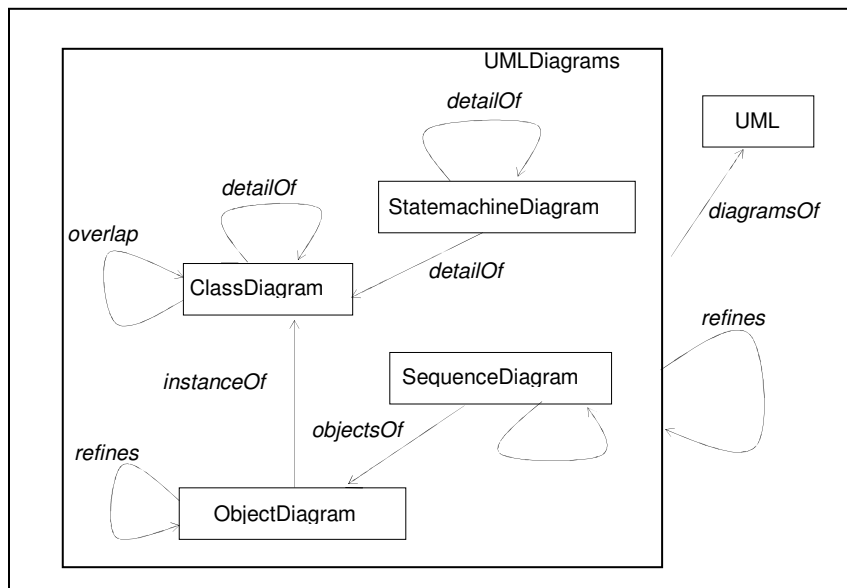 UMLDiagrams
detailOf
UML
detailOf
StatemachineDiagram
diagramsOf
overlap
detailOf
ClassDiagram
refines
instanceOf
SequenceDiagram
objectsOf
refines
ObjectDiagram